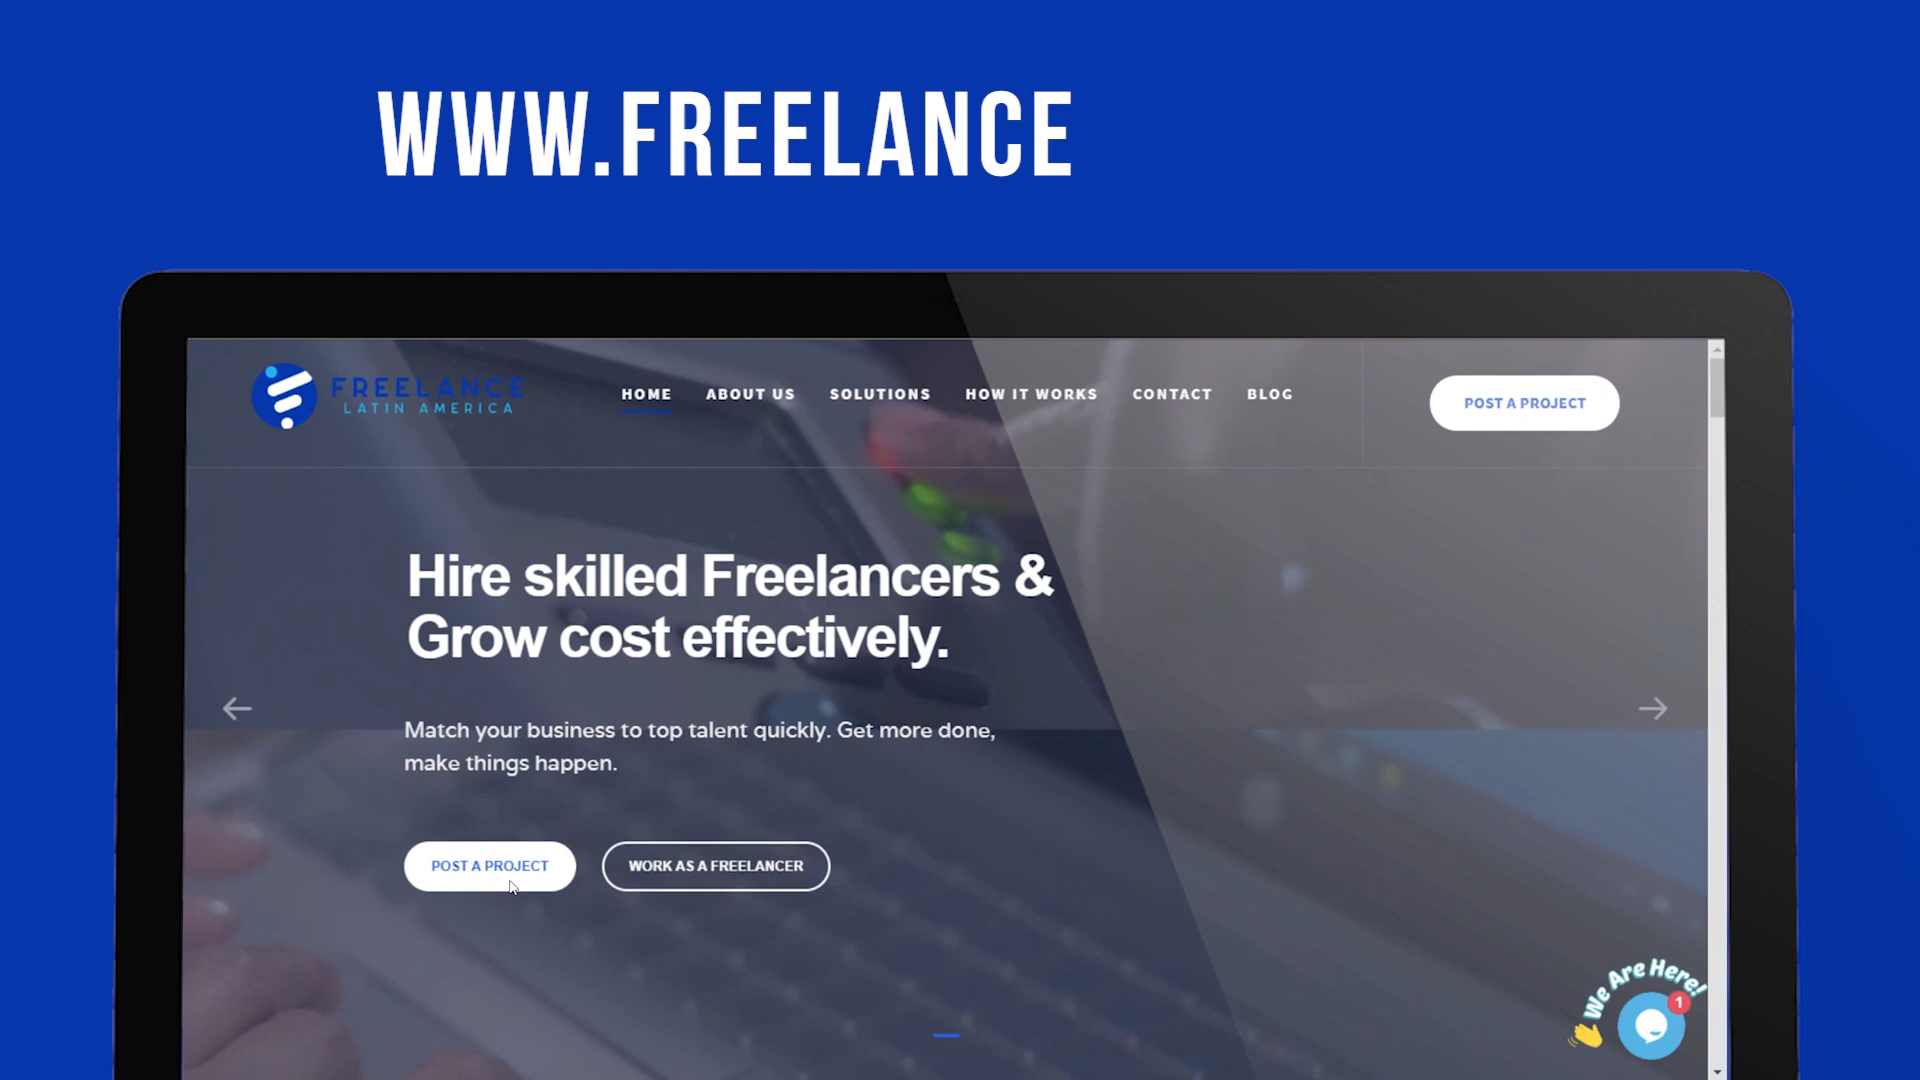 WWW.FREELANCE
FREELANCE
LATIN AMERICA
HOME
ABOUT US
SOLUTIONS
HOW IT WORKS
CONTACT
BLOG
POST A PROJECT
Hire skilled Freelancers &
Grow cost effectively.
Match your business to top talent quickly. Get more done,
make things happen.
POST A PROJECT
WORK AS A FREELANCER
We Are Here!
1